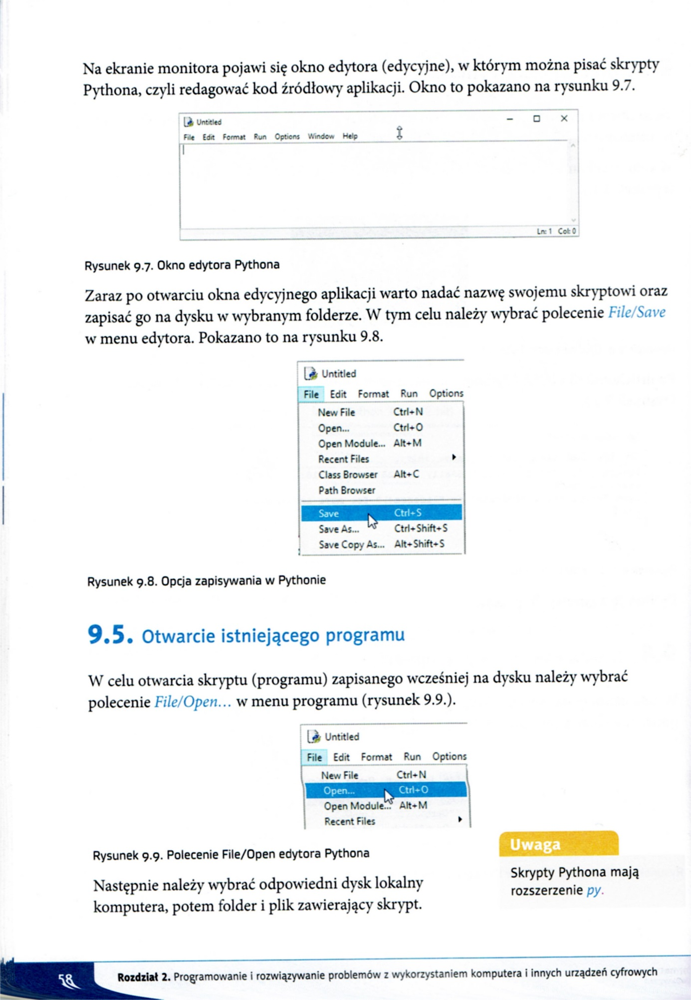 Na ekranie monitora pojawi się okno edytora (edycyjne), w którym można pisać skrypty
Pythona, czyli redagować kod źródłowy aplikacji. Okno to pokazano na rysunku 9.7.
Untitled
File Edit Format Run Options Window Help
Ln: 1 Col: 0
Rysunek 9.7. Okno edytora Pythona
Zaraz po otwarciu okna edycyjnego aplikacji warto nadać nazwę swojemu skryptowi oraz
zapisać go na dysku w wybranym folderze. W tym celu należy wybrać polecenie File/Save
w menu edytora. Pokazano to na rysunku 9.8.
Untitled
File Edit Format Run Options
New File Ctrl+N
Open... Ctrl+O
Open Module... Alt+M
Recent Files
Class Browser Alt+C
Path Browser
Save Ctrl+S
Save As... Ctrl+Shift+S
Save Copy As... Alt+Shift+S
Rysunek 9.8. Opcja zapisywania w Pythonie
9.5. Otwarcie istniejącego programu
W celu otwarcia skryptu (programu) zapisanego wcześniej na dysku należy wybrać
polecenie File/Open... w menu programu (rysunek 9.9.).
Untitled
File Edit Format Run Options
New File Ctrl+N
Open... Ctrl+O
Open Module... Alt+M
Recent Files
Rysunek 9.9. Polecenie File/Open edytora Pythona
Następnie należy wybrać odpowiedni dysk lokalny
komputera, potem folder i plik zawierający skrypt.
Uwaga
Skrypty Pythona mają
rozszerzenie py.
58
Rozdział 2. Programowanie i rozwiązywanie problemów z wykorzystaniem komputera i innych urządzeń cyfrowych